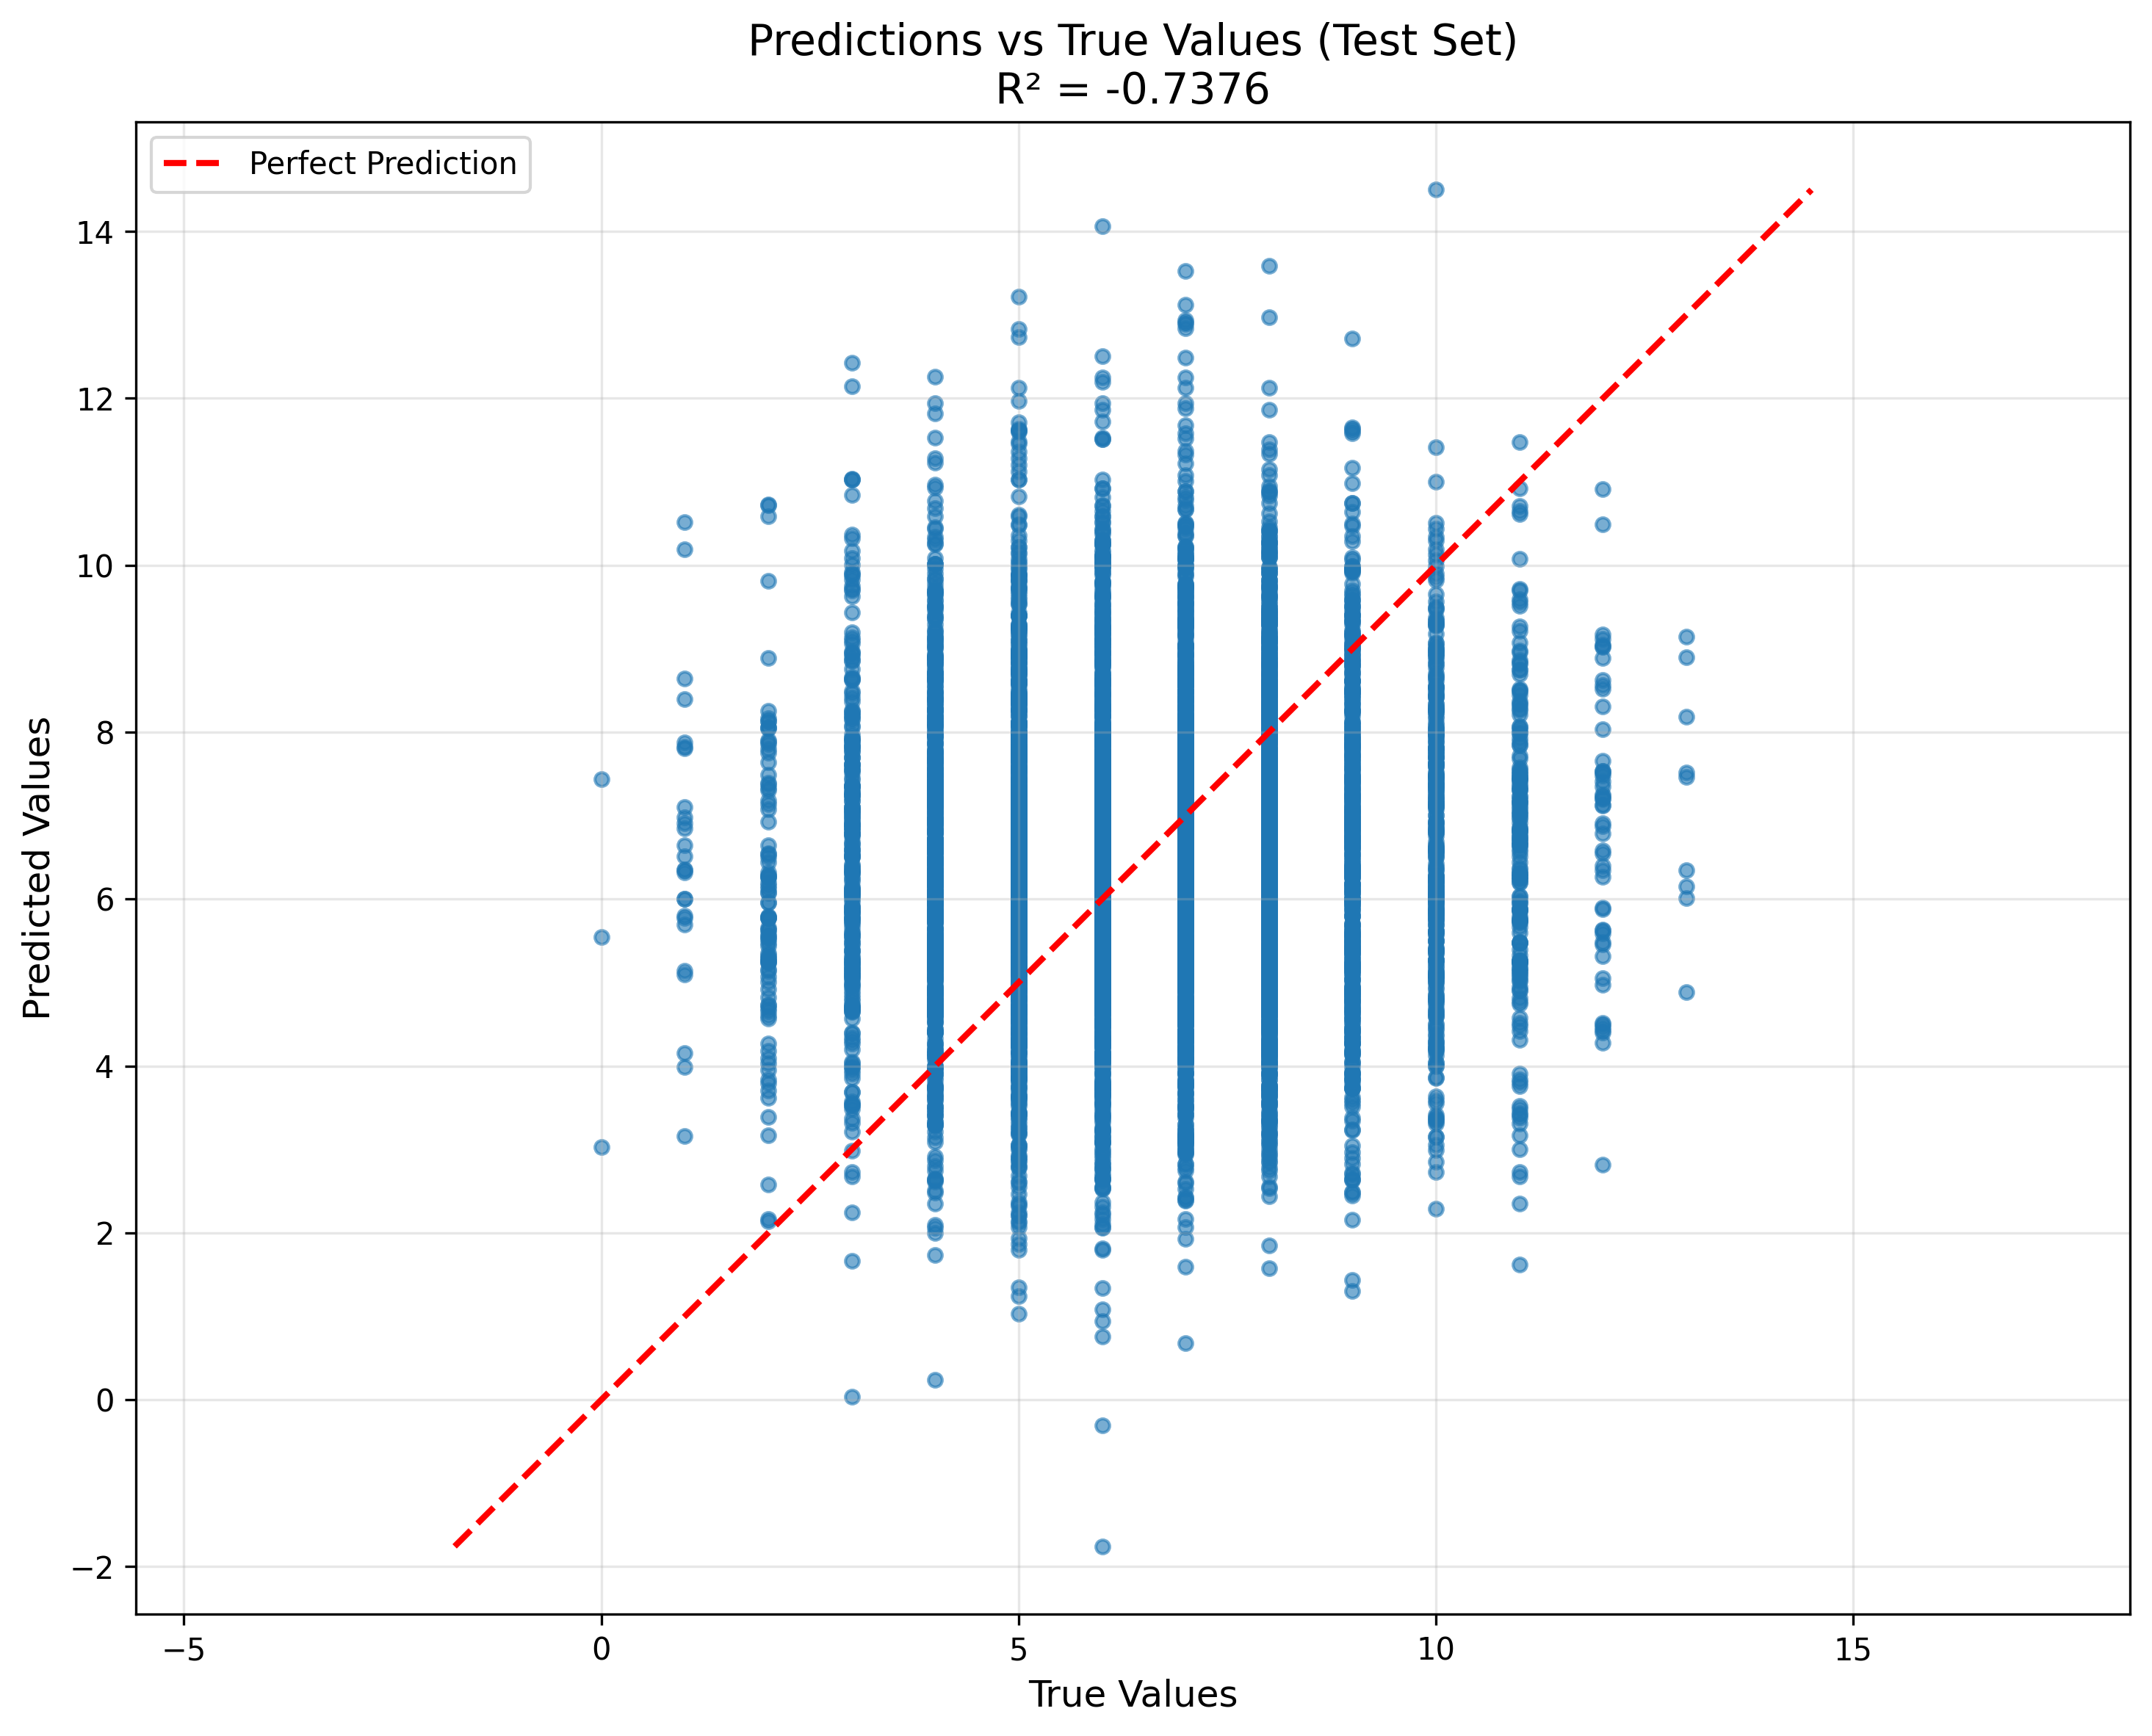 Predictions vs True Values (Test Set)
R² = -0.7376
Perfect Prediction
14
12
10
8
6
4
2
0
−2
Predicted Values
−5 0 5 10 15
True Values